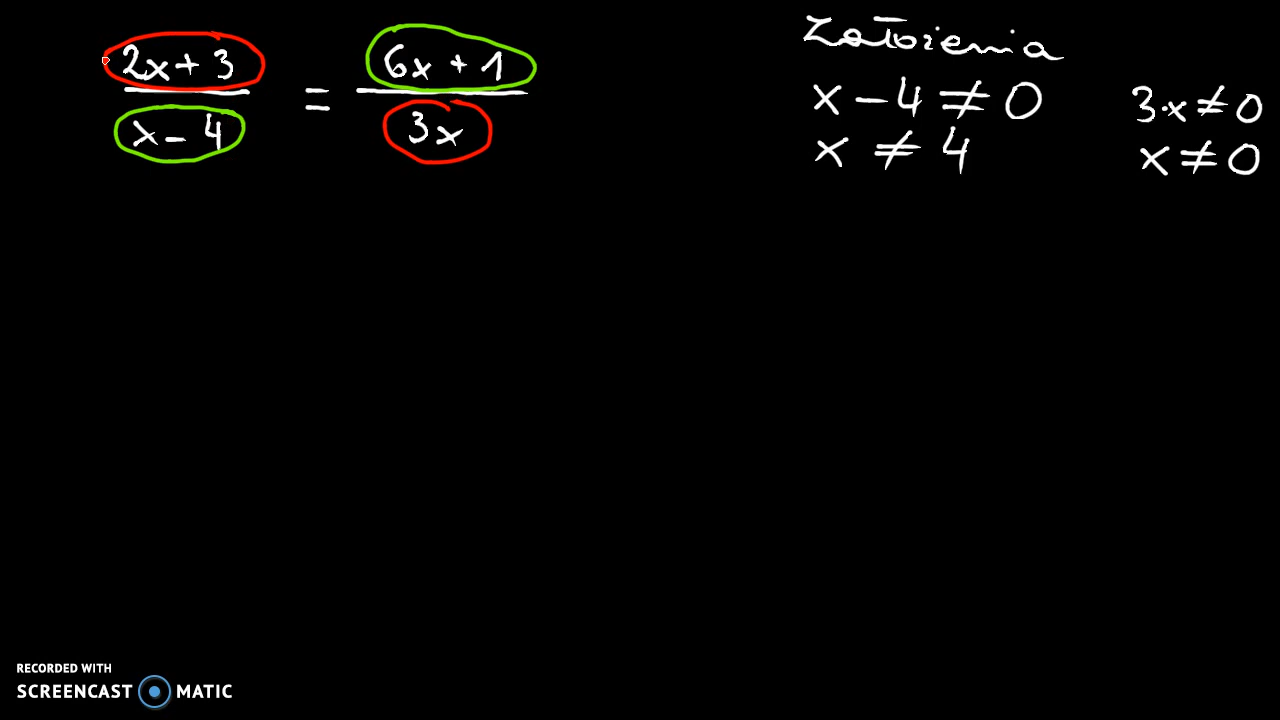 2x + 3 / x - 4 = 6x + 1 / 3x
Założenia
x - 4 ≠ 0
3·x ≠ 0
x ≠ 4
x ≠ 0
RECORDED WITH
SCREENCAST MATIC